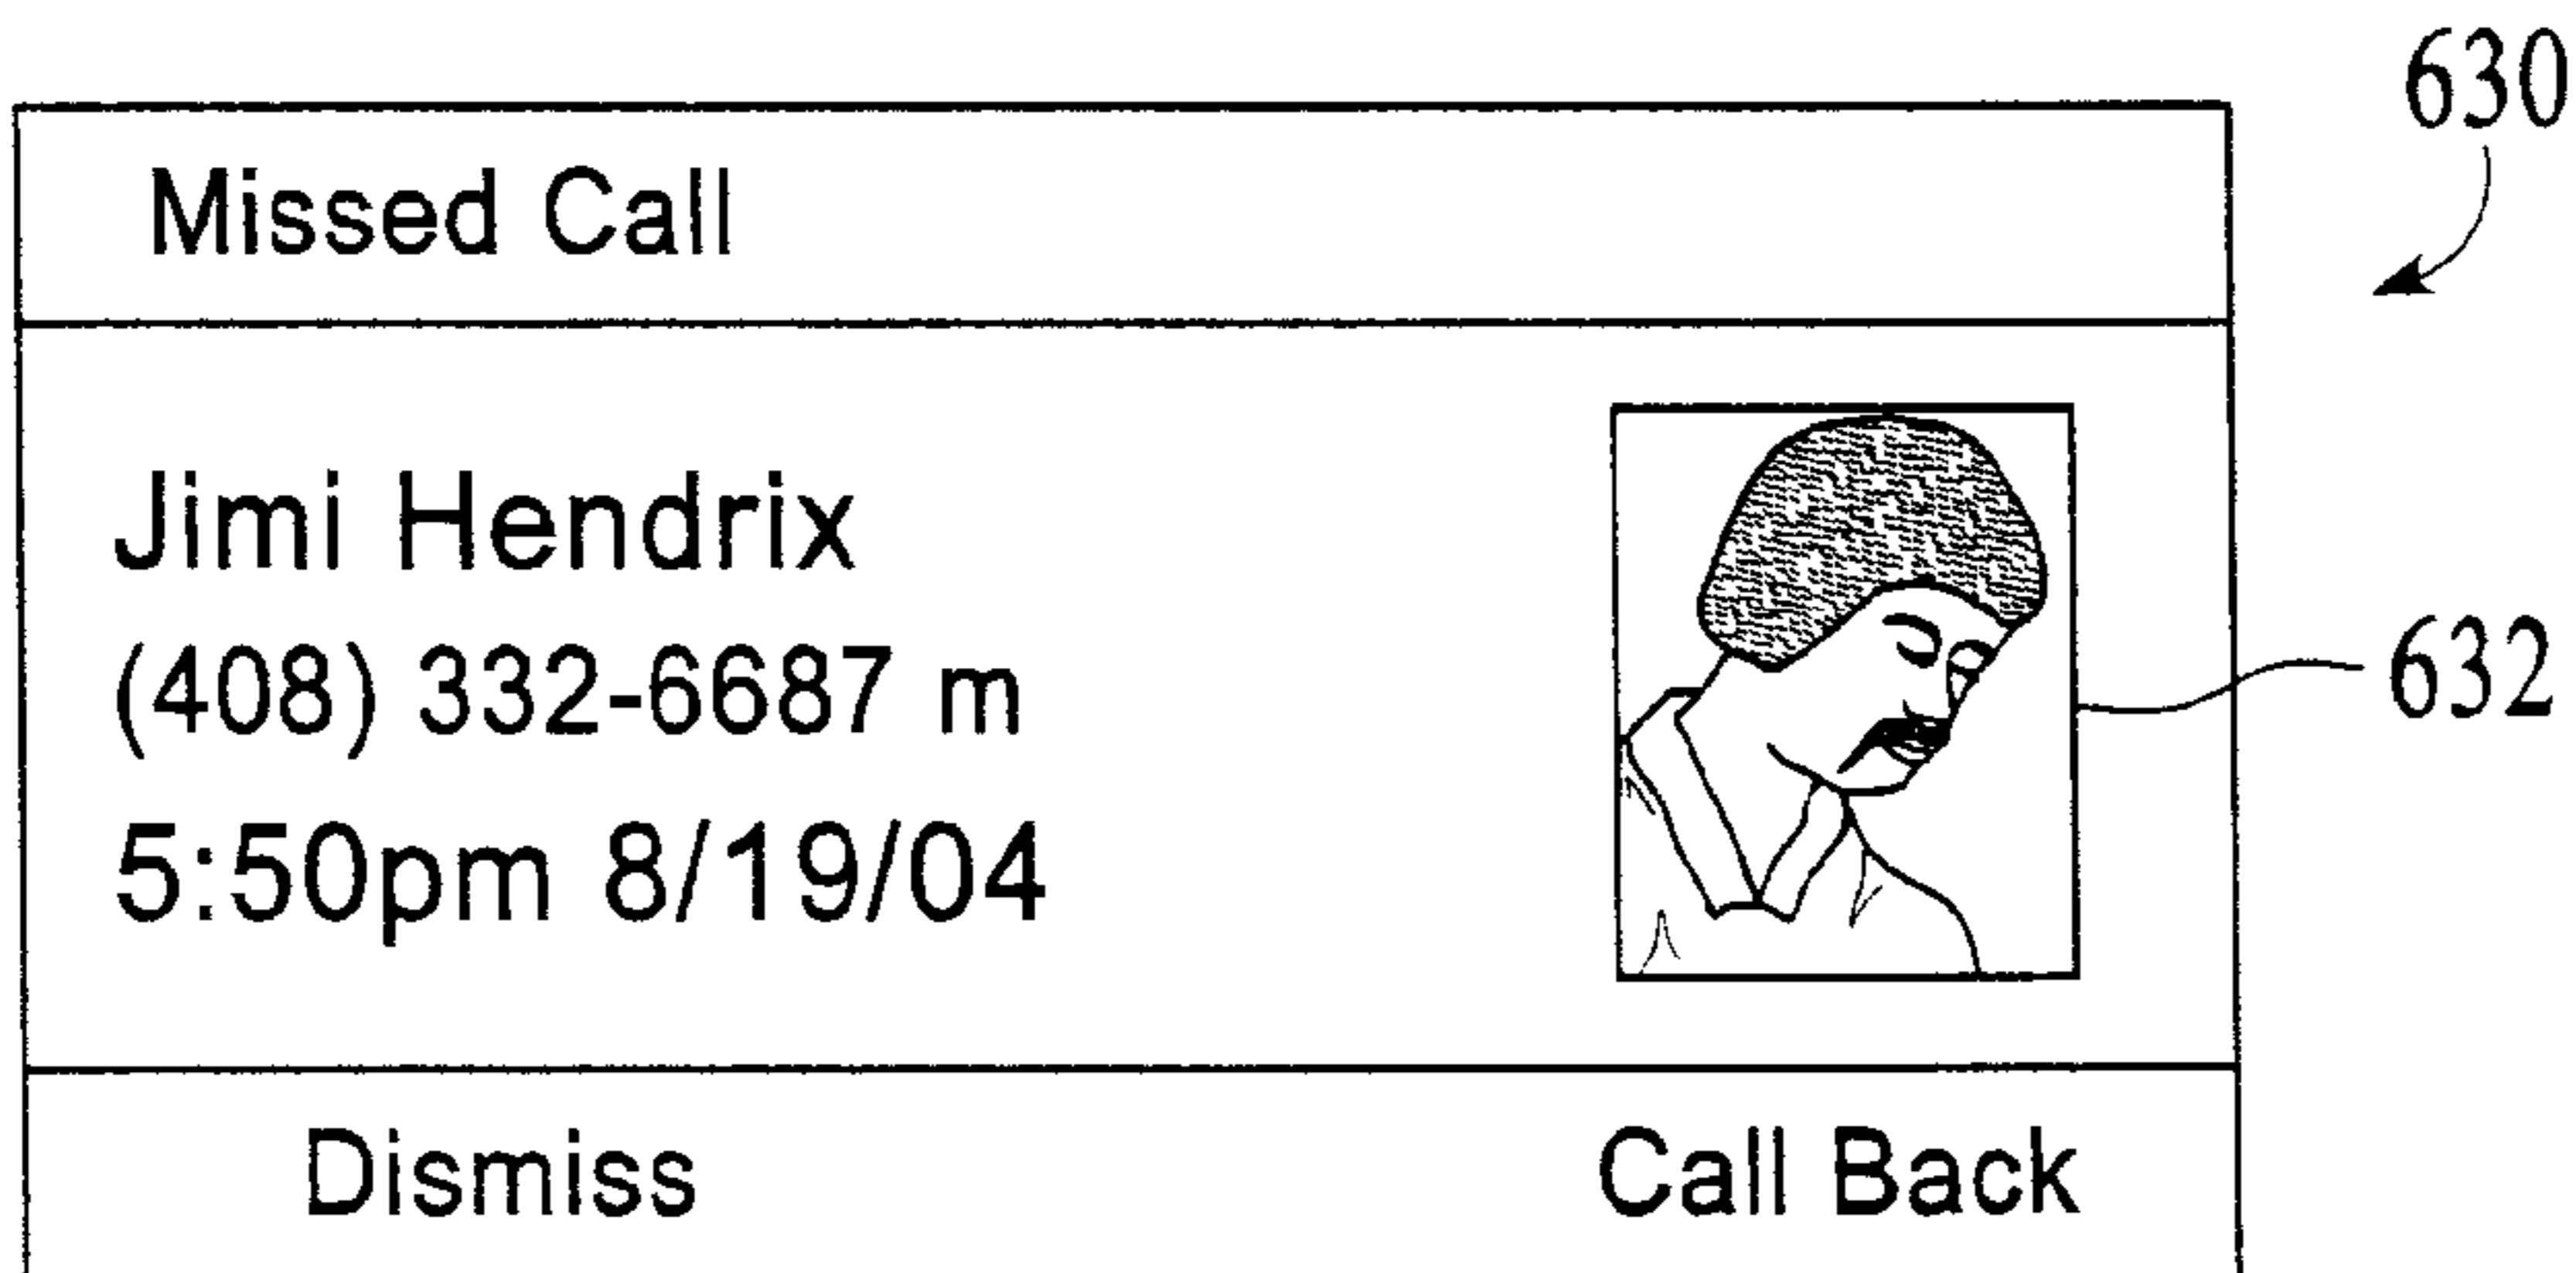 630
Missed Call
Jimi Hendrix
(408) 332-6687 m
632
5:50pm 8/19/04
Dismiss Call Back